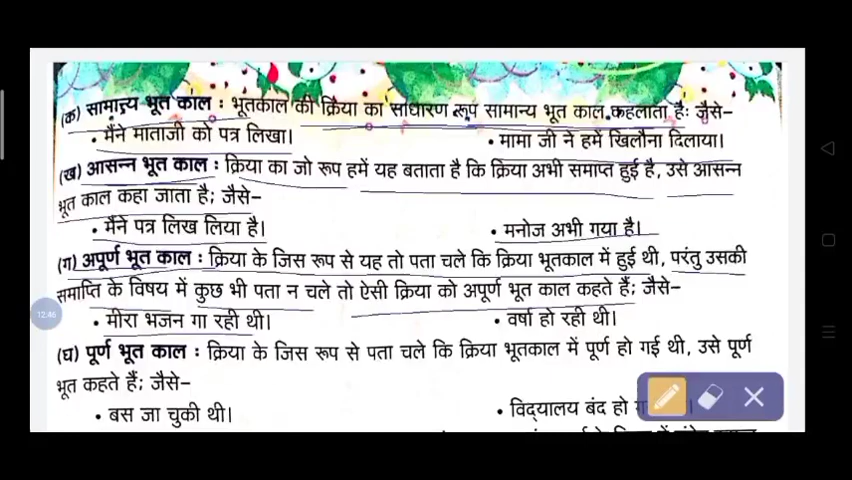 (क) सामान्य भूत काल : भूतकाल की क्रिया का साधारण रूप सामान्य भूत काल कहलाता है: जैसे–
• मैंने माताजी को पत्र लिखा। • मामा जी ने हमें खिलौना दिलाया।
(ख) आसन्न भूत काल : क्रिया का जो रूप हमें यह बताता है कि क्रिया अभी समाप्त हुई है, उसे आसन्न
भूत काल कहा जाता है; जैसे–
• मैंने पत्र लिख लिया है। • मनोज अभी गया है।
(ग) अपूर्ण भूत काल : क्रिया के जिस रूप से यह तो पता चले कि क्रिया भूतकाल में हुई थी, परंतु उसकी
समाप्ति के विषय में कुछ भी पता न चले तो ऐसी क्रिया को अपूर्ण भूत काल कहते हैं; जैसे–
12:46
• मीरा भजन गा रही थी। • वर्षा हो रही थी।
(घ) पूर्ण भूत काल : क्रिया के जिस रूप से पता चले कि क्रिया भूतकाल में पूर्ण हो गई थी, उसे पूर्ण
भूत कहते हैं; जैसे–
• बस जा चुकी थी। • विद्यालय बंद हो